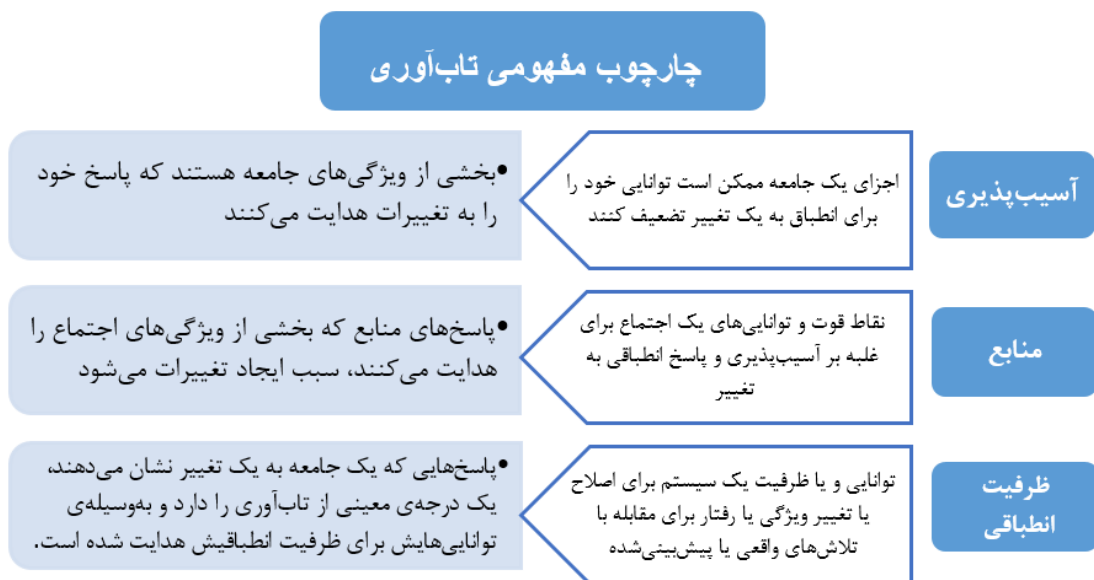 چارچوب مفهومی تاب‌آوری
آسیب‌پذیری
اجزای یک جامعه ممکن است توانایی خود را
برای انطباق به یک تغییر تضعیف کنند
•بخشی از ویژگی‌های جامعه هستند که پاسخ خود
را به تغییرات هدایت می‌کنند
منابع
نقاط قوت و توانایی‌های یک اجتماع برای
غلبه بر آسیب‌پذیری و پاسخ انطباقی به
تغییر
•پاسخ‌های منابع که بخشی از ویژگی‌های اجتماع را
هدایت می‌کنند، سبب ایجاد تغییرات می‌شود
ظرفیت
انطباقی
توانایی و یا ظرفیت یک سیستم برای اصلاح
یا تغییر ویژگی یا رفتار برای مقابله با
تلاش‌های واقعی یا پیش‌بینی‌شده
•پاسخ‌هایی که یک جامعه به یک تغییر نشان می‌دهند،
یک درجه‌ی معینی از تاب‌آوری را دارد و به‌وسیله‌ی
توانایی‌هایش برای ظرفیت انطباقیش هدایت شده است.